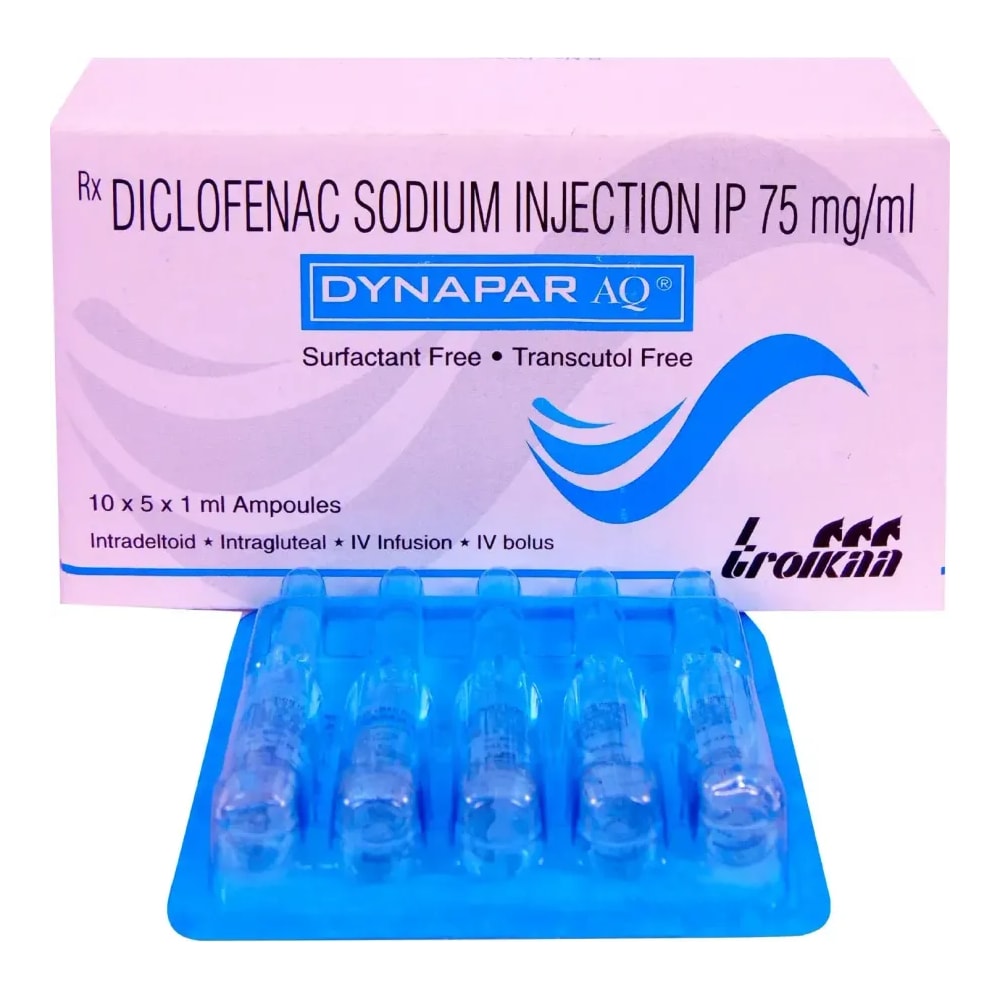 Rx DICLOFENAC SODIUM INJECTION IP 75 mg/ml
DYNAPAR AQ®
Surfactant Free • Transcutol Free
10 x 5 x 1 ml Ampoules
Intradeltoid ★ Intragluteal ★ IV Infusion ★ IV bolus
troikaa